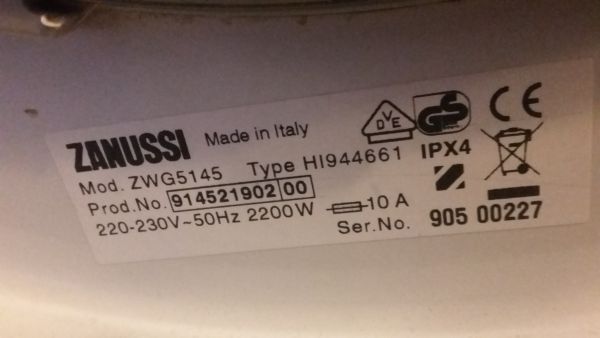 ZANUSSI Made in Italy
DVE GS CE
Mod. ZWG5145 Type HI944661 IPX4
Prod.No. 914521902 00
220-230V~50Hz 2200W 10 A
Ser.No. 905 00227